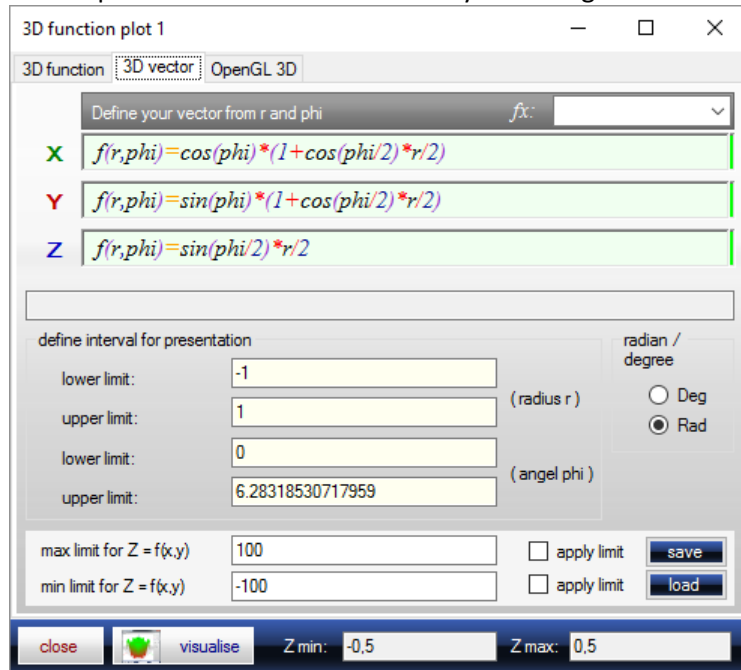 3D function plot 1
3D function 3D vector OpenGL 3D
Define your vector from r and phi fx:
X f(r,phi)=cos(phi)*(1+cos(phi/2)*r/2)
Y f(r,phi)=sin(phi)*(1+cos(phi/2)*r/2)
Z f(r,phi)=sin(phi/2)*r/2
define interval for presentation
radian / degree
lower limit: -1
upper limit: 1
( radius r )
Deg
Rad
lower limit: 0
upper limit: 6.28318530717959
( angel phi )
max limit for Z = f(x,y) 100 apply limit save
min limit for Z = f(x,y) -100 apply limit load
close visualise Z min: -0,5 Z max: 0,5